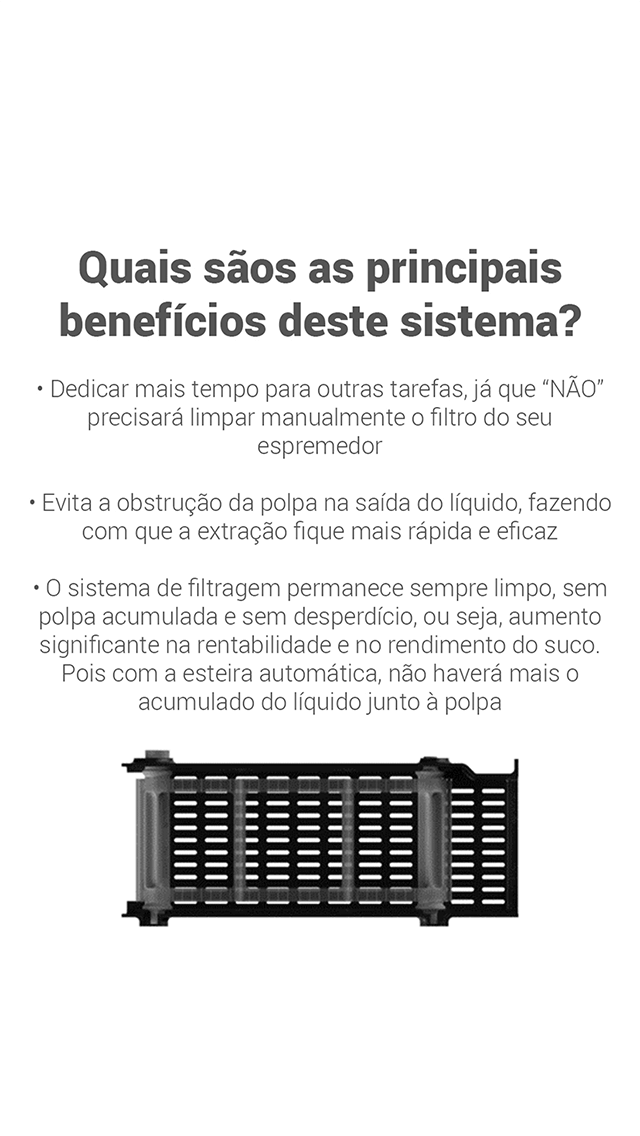 Quais sãos as principais
benefícios deste sistema?
• Dedicar mais tempo para outras tarefas, já que “NÃO”
precisará limpar manualmente o filtro do seu
espremedor
• Evita a obstrução da polpa na saída do líquido, fazendo
com que a extração fique mais rápida e eficaz
• O sistema de filtragem permanece sempre limpo, sem
polpa acumulada e sem desperdício, ou seja, aumento
significante na rentabilidade e no rendimento do suco.
Pois com a esteira automática, não haverá mais o
acumulado do líquido junto à polpa